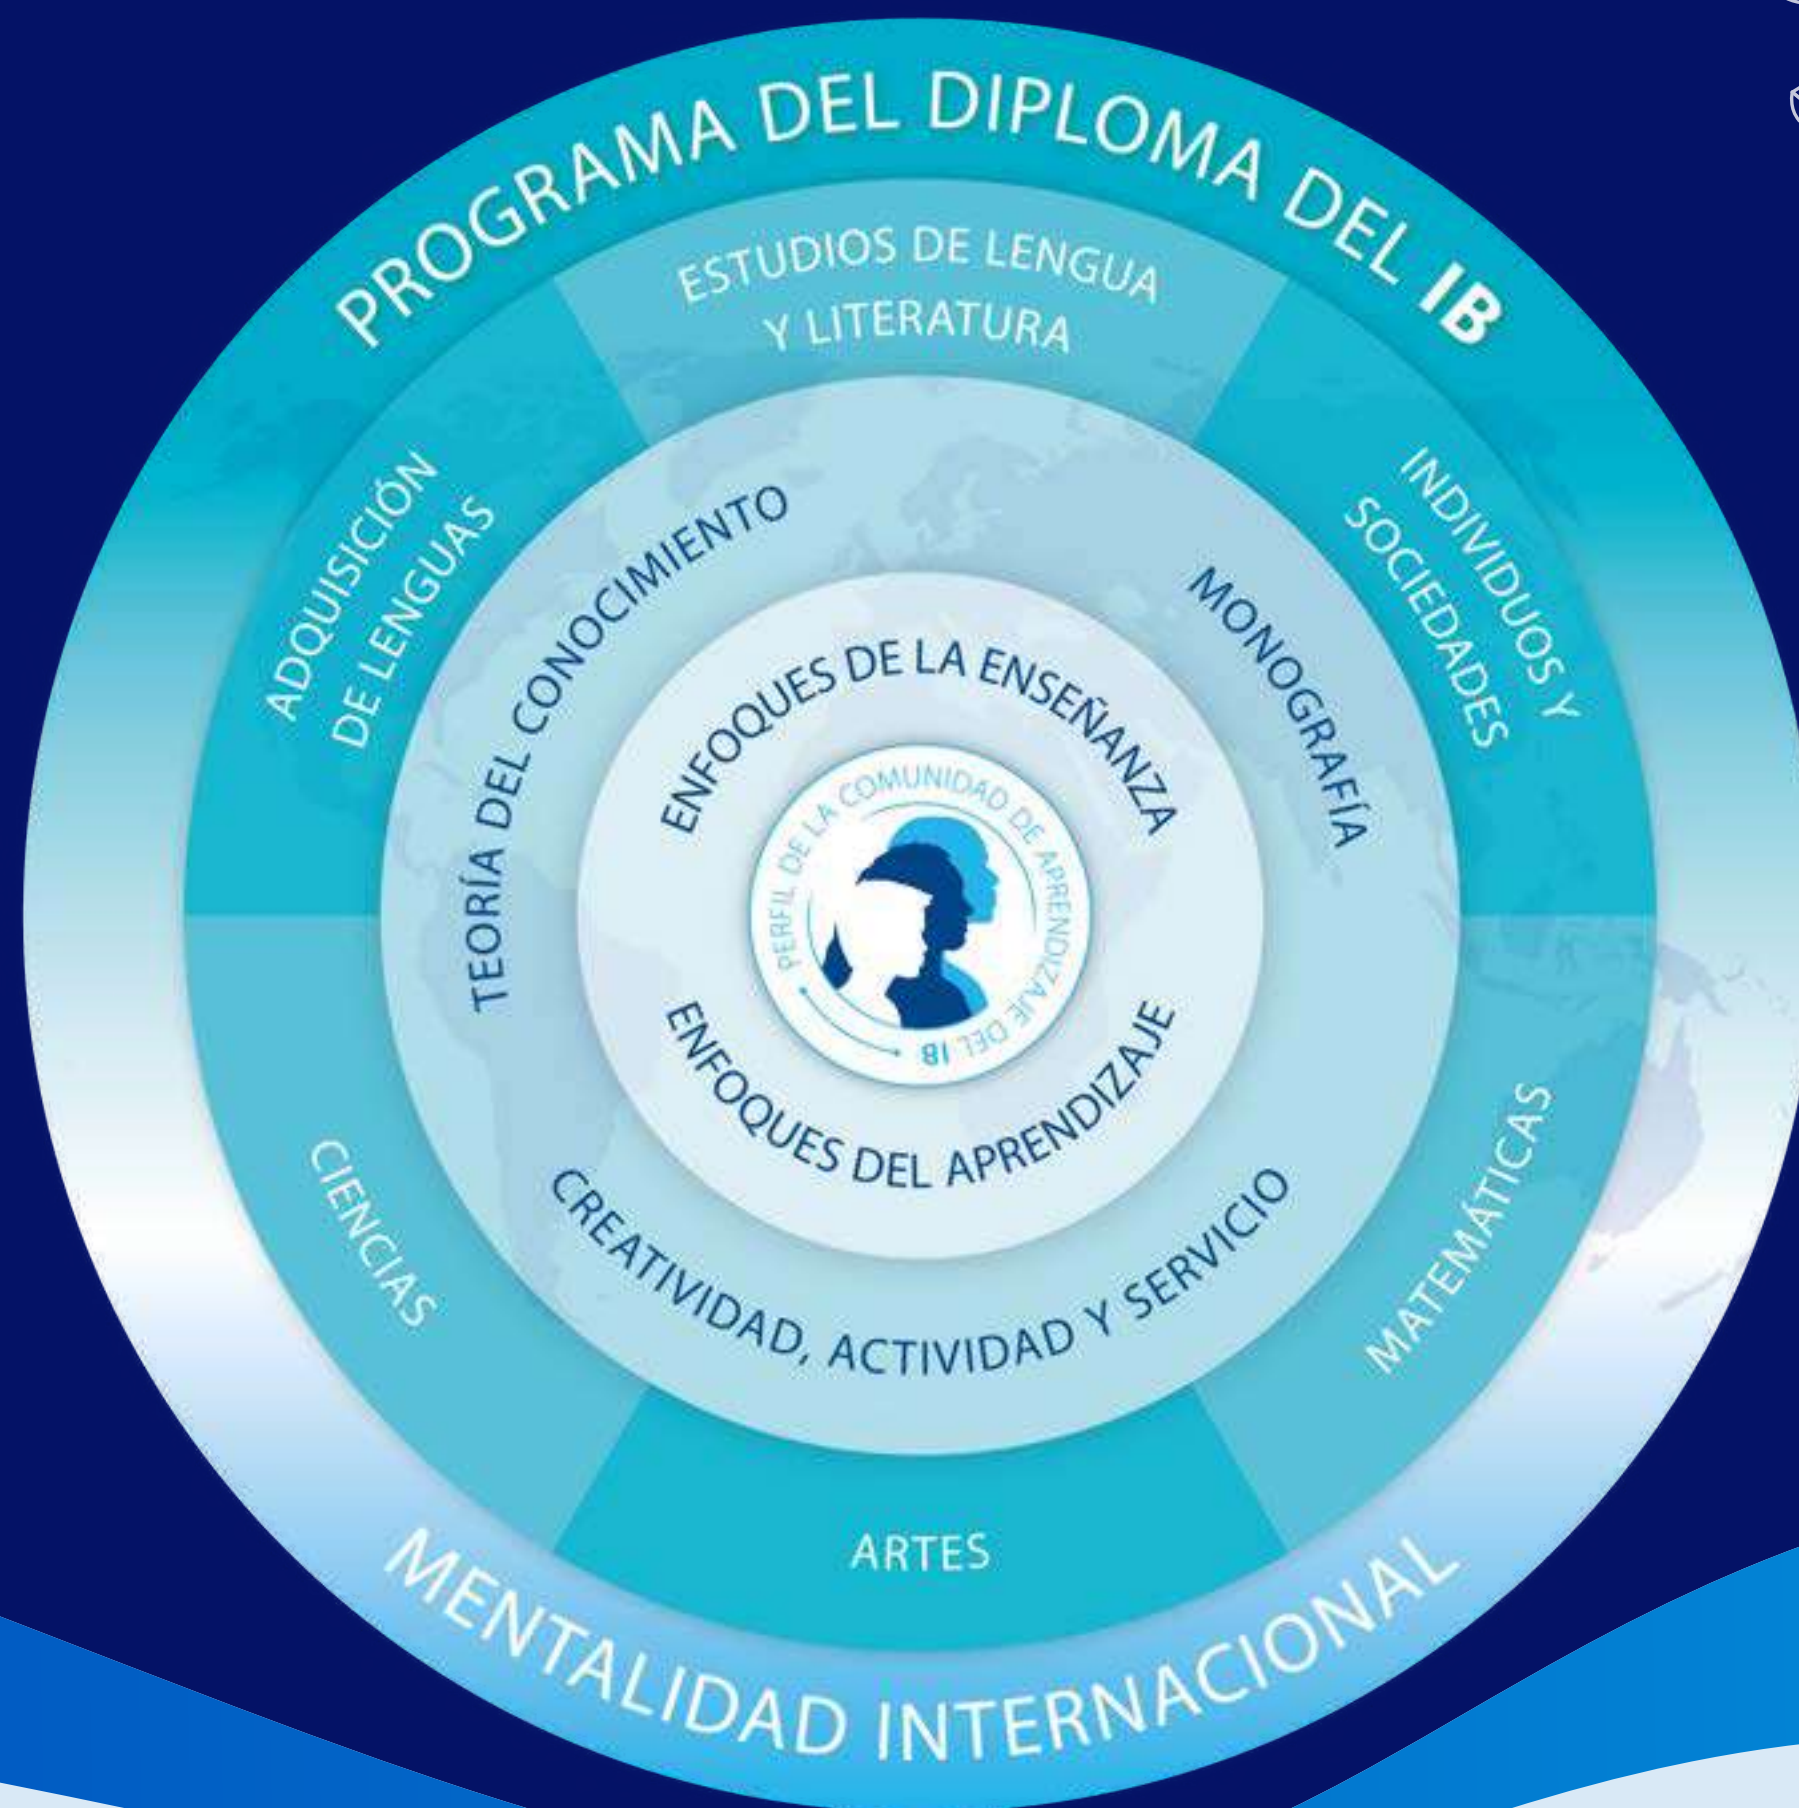 PROGRAMA DEL DIPLOMA DEL IB
ESTUDIOS DE LENGUA
Y LITERATURA
ADQUISICIÓN
DE LENGUAS
INDIVIDUOS Y
SOCIEDADES
TEORÍA DEL CONOCIMIENTO
MONOGRAFÍA
ENFOQUES DE LA ENSEÑANZA
PERFIL DE LA COMUNIDAD DE APRENDIZAJE DEL IB
ENFOQUES DEL APRENDIZAJE
CREATIVIDAD, ACTIVIDAD Y SERVICIO
CIENCIAS
MATEMÁTICAS
ARTES
MENTALIDAD INTERNACIONAL